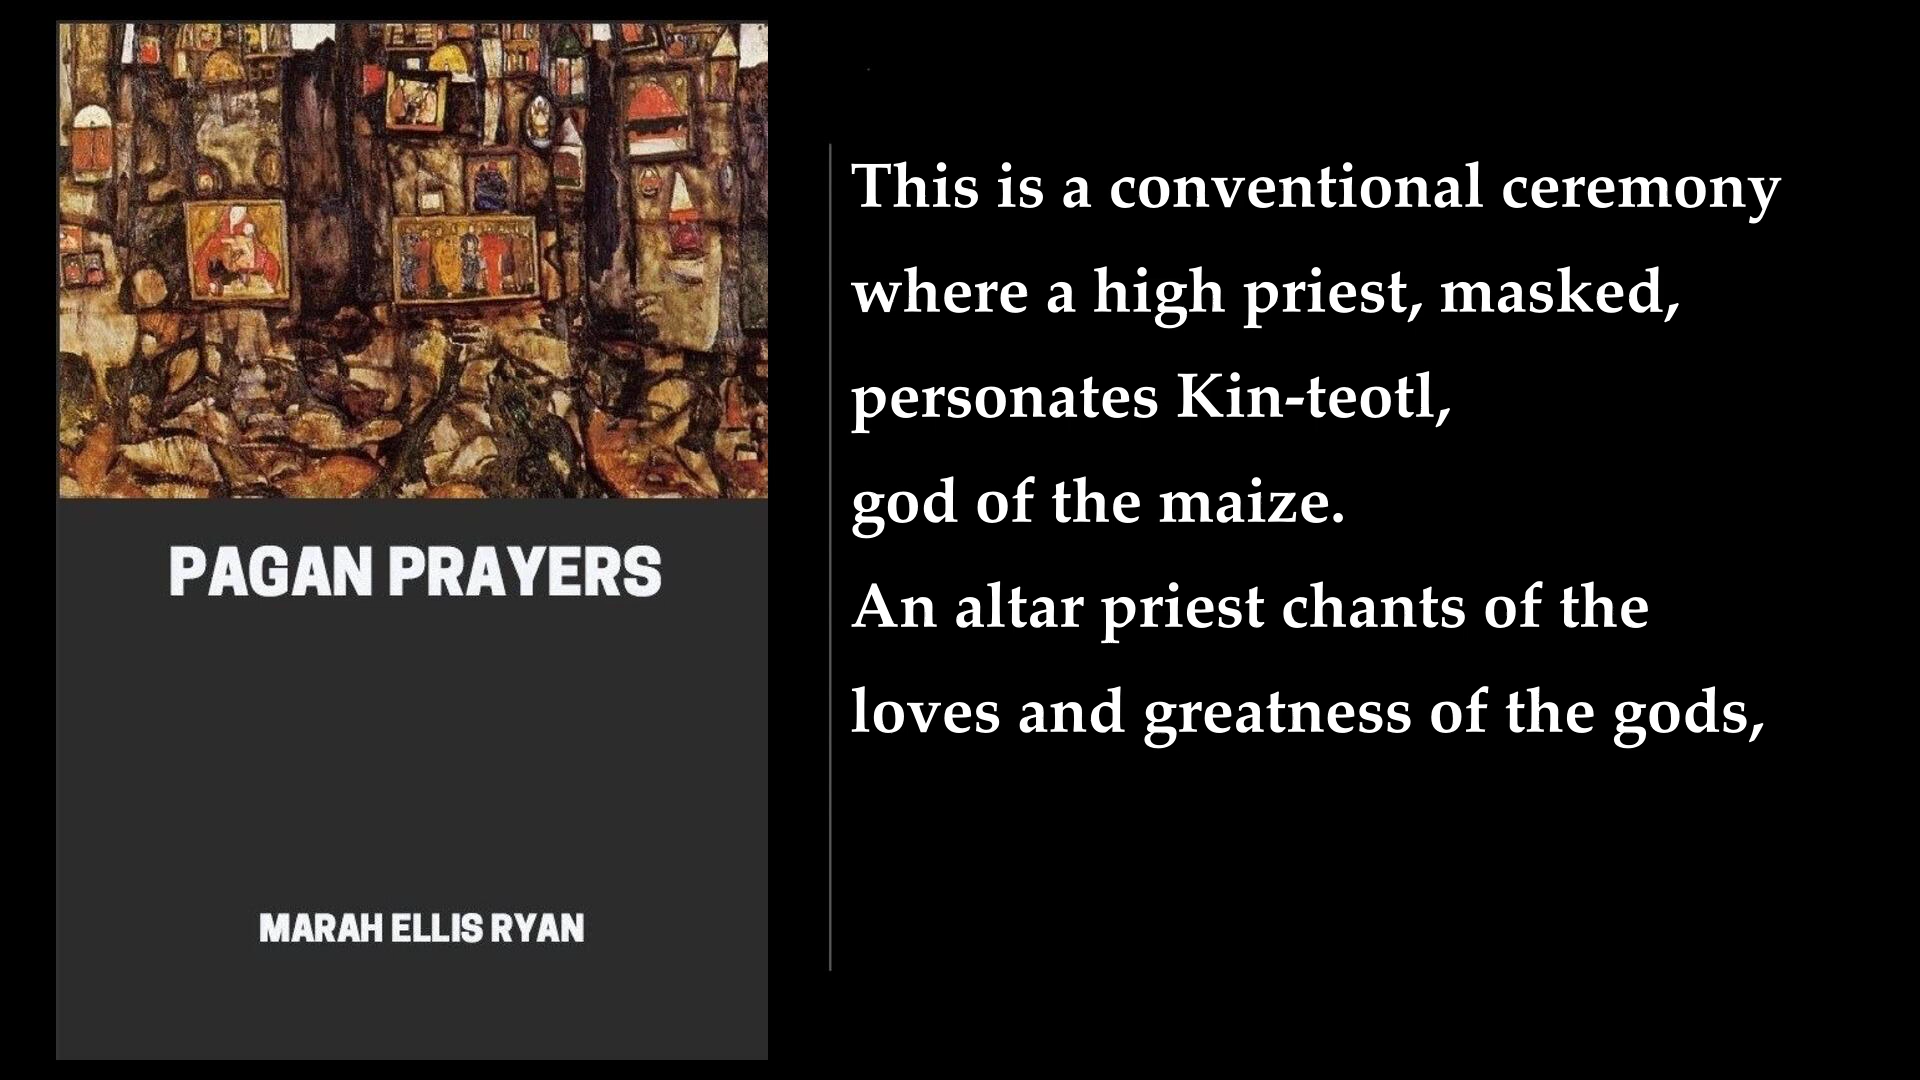 PAGAN PRAYERS
MARAH ELLIS RYAN
This is a conventional ceremony
where a high priest, masked,
personates Kin-teotl,
god of the maize.
An altar priest chants of the
loves and greatness of the gods,